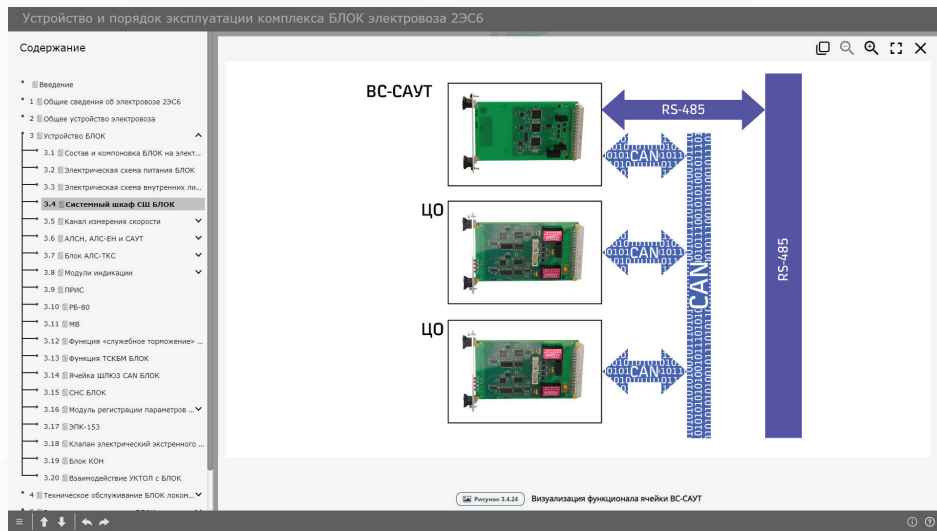 Устройство и порядок эксплуатации комплекса БЛОК электровоза 2ЭС6
Содержание
Введение
1 Общие сведения об электровозе 2ЭС6
2 Общее устройство электровоза
3 Устройство БЛОК
3.1 Состав и компоновка БЛОК на элект...
3.2 Электрическая схема питания БЛОК
3.3 Электрическая схема внутренних ли...
3.4 Системный шкаф СШ БЛОК
3.5 Канал измерения скорости
3.6 АЛСН, АЛС-ЕН и САУТ
3.7 Блок АЛС-ТКС
3.8 Модули индикации
3.9 ПРИС
3.10 РБ-80
3.11 МВ
3.12 Функция «служебное торможение» ...
3.13 Функция ТСКБМ БЛОК
3.14 Ячейка ШЛЮЗ CAN БЛОК
3.15 СНС БЛОК
3.16 Модуль регистрации параметров ...
3.17 ЭПК-153
3.18 Клапан электрический экстренного ...
3.19 Блок КОН
3.20 Взаимодействие УКТОЛ с БЛОК
4 Техническое обслуживание БЛОК локом...
ВС-САУТ
RS-485
CAN
ЦО
CAN
CAN
RS-485
ЦО
CAN
Рисунок 3.4.24 Визуализация функционала ячейки ВС-САУТ